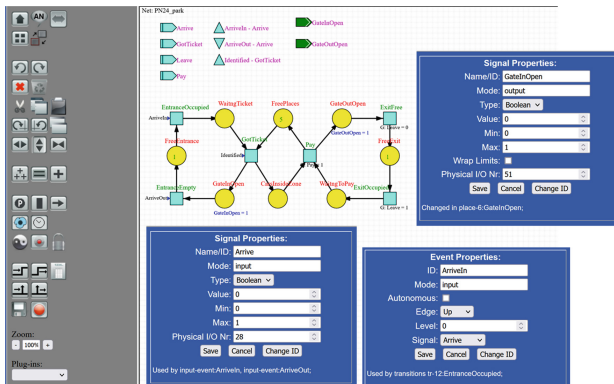 Net: PN24_park
AN
Arrive
GotTicket
Leave
Pay
ArriveIn - Arrive
ArriveOut - Arrive
Identified - GotTicket
GateInOpen
GateOutOpen
EntranceOccupied
WaitingTicket
FreePlaces
GateOutOpen
ExitFree
ArriveIn
5
GateOutOpen = 1
G: Leave = 0
FreeEntrance
GotTicket
Pay
FreeExit
1
Identified
1
EntranceEmpty
GateInOpen
CarsInsideZone
WaitingToPay
ExitOccupied
ArriveOut
GateInOpen = 1
G: Leave = 1
Signal Properties:
Name/ID: GateInOpen
Mode: output
Type: Boolean
Value: 0
Min: 0
Max: 1
Wrap Limits:
Physical I/O Nr: 51
Save Cancel Change ID
Changed in place-6:GateInOpen;
Signal Properties:
Name/ID: Arrive
Mode: input
Type: Boolean
Value: 0
Min: 0
Max: 1
Physical I/O Nr: 28
Save Cancel Change ID
Used by input-event:ArriveIn, input-event:ArriveOut;
Event Properties:
ID: ArriveIn
Mode: input
Autonomous:
Edge: Up
Level: 0
Signal: Arrive
Save Cancel Change ID
Used by transitions tr-12:EntranceOccupied;
Zoom:
- 100% +
Plug-ins: